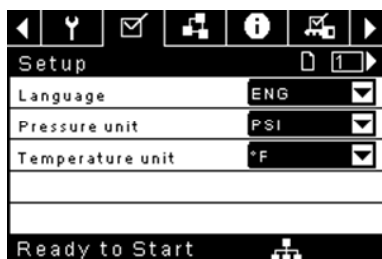 Setup 1
Language ENG
Pressure unit PSI
Temperature unit °F
Ready to Start